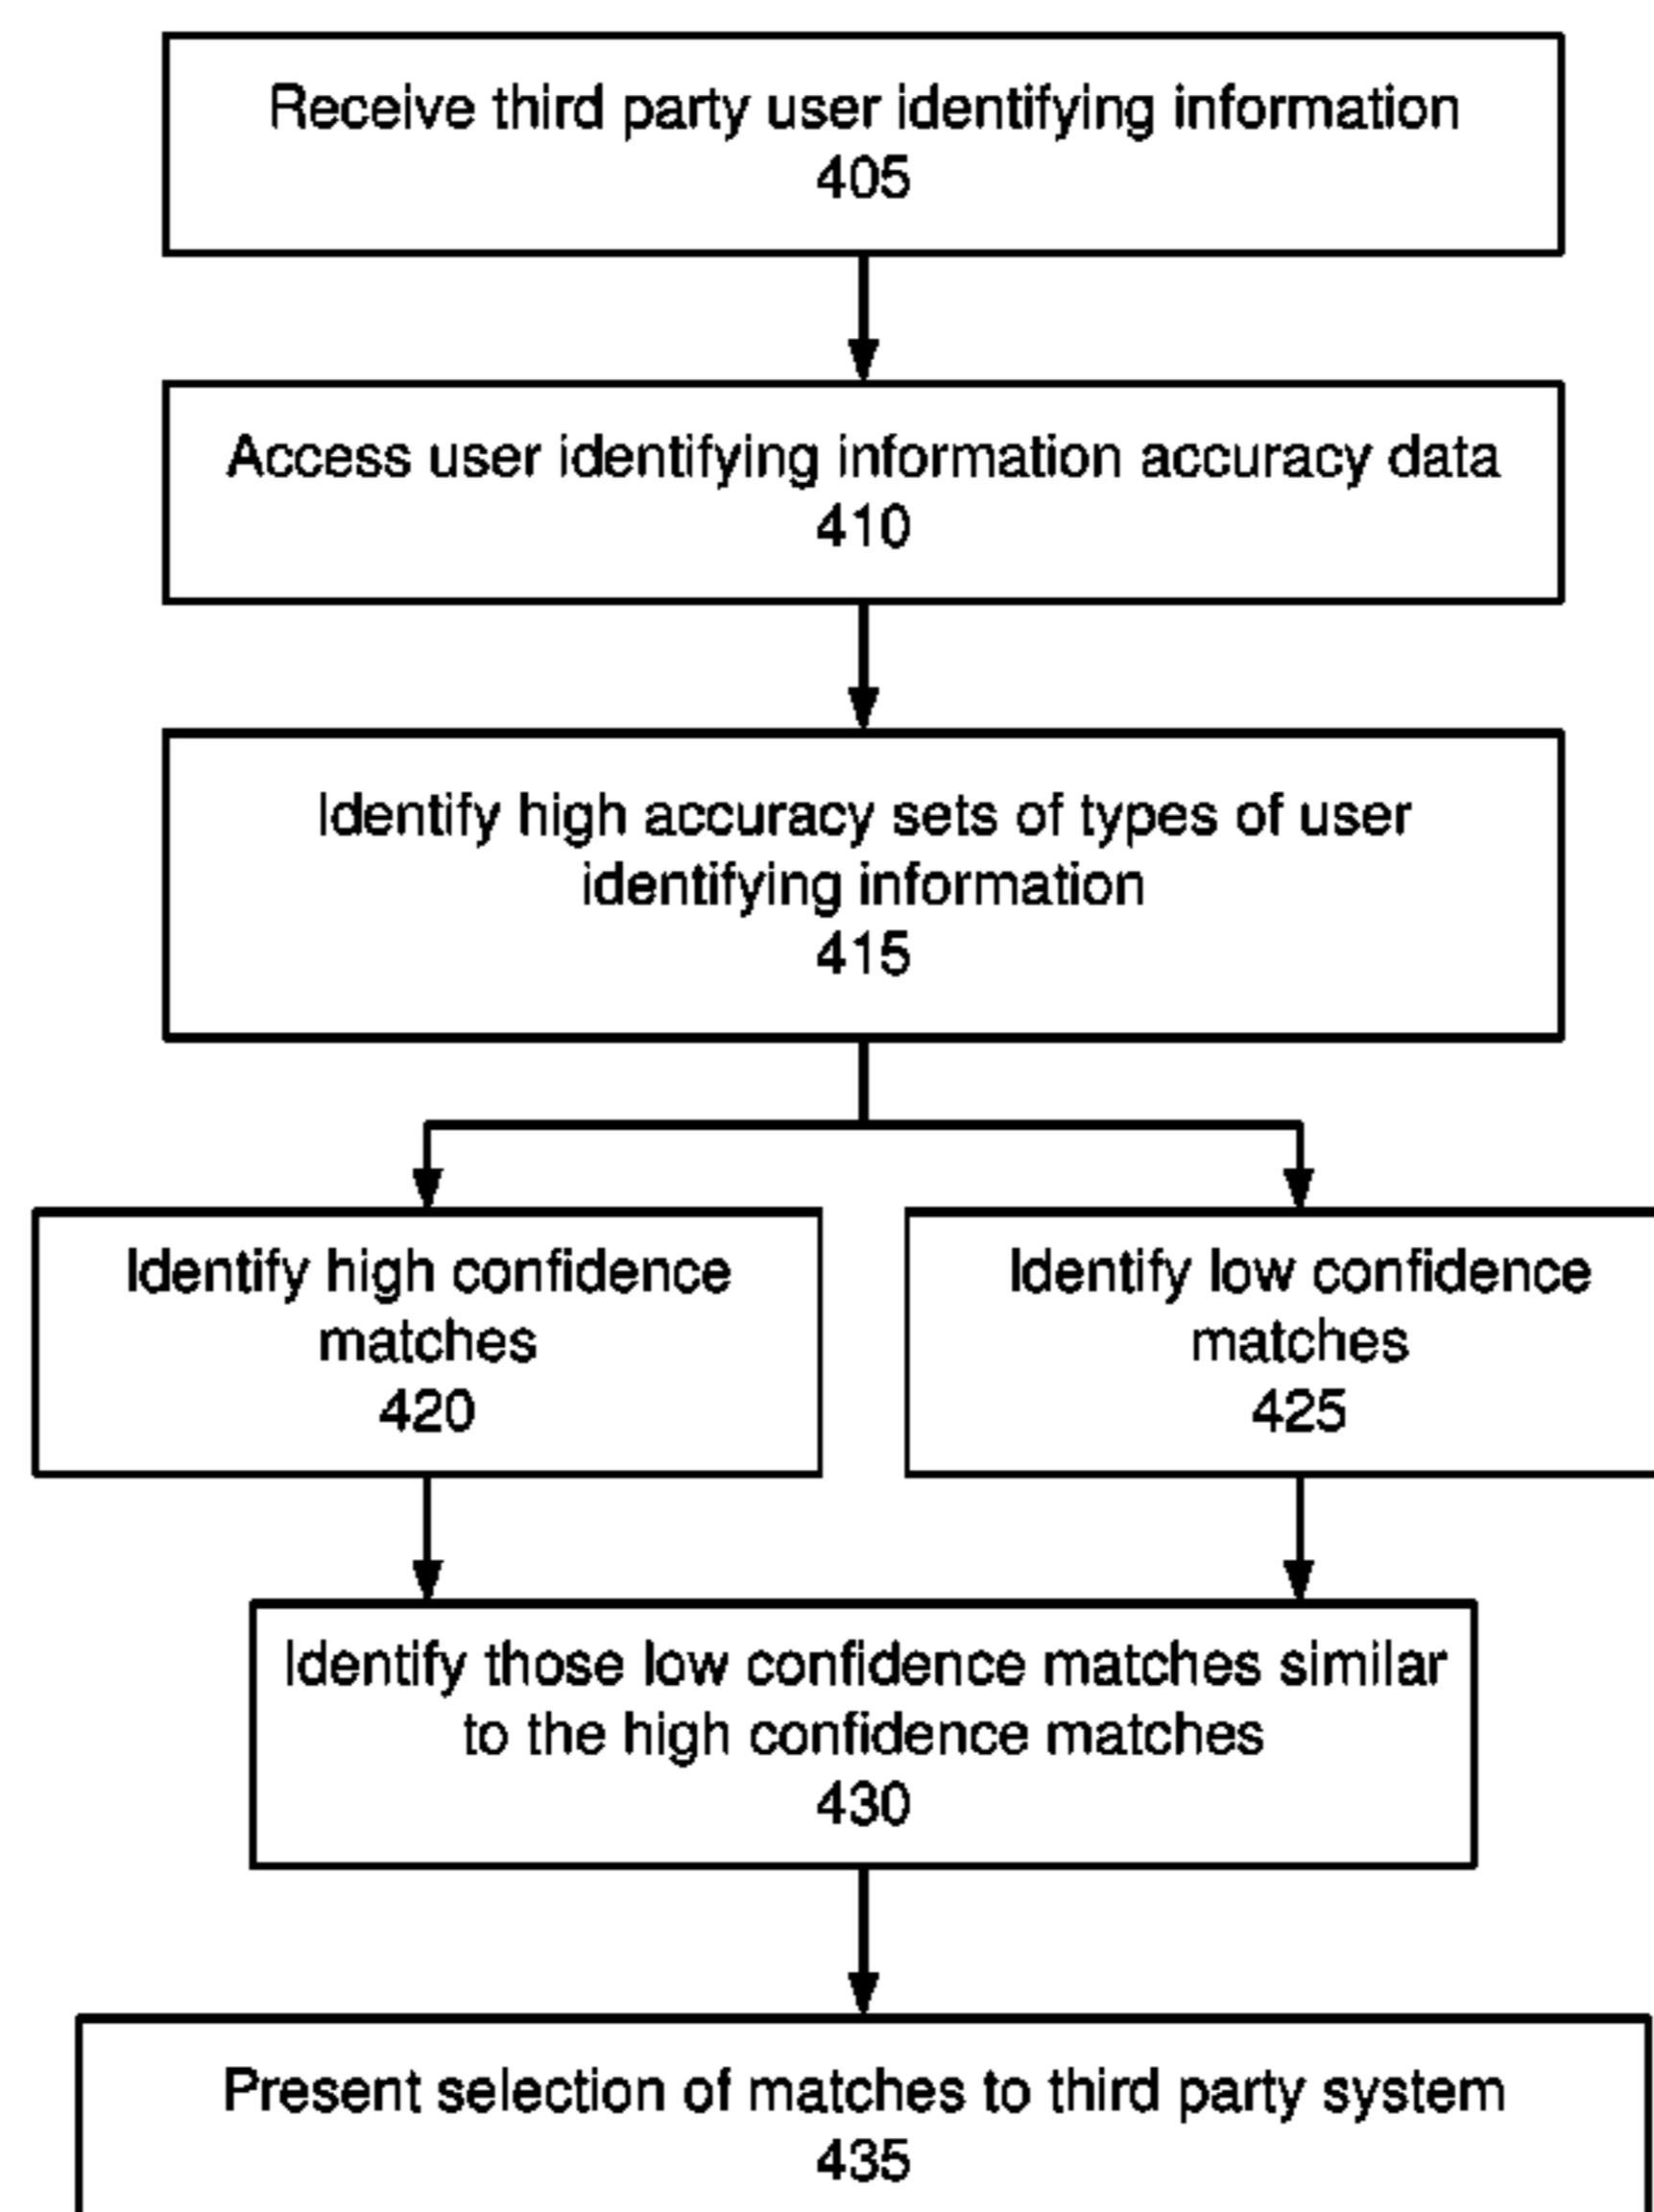 Receive third party user identifying information
405
Access user identifying information accuracy data
410
Identify high accuracy sets of types of user
identifying information
415
Identify high confidence
matches
420
Identify low confidence
matches
425
Identify those low confidence matches similar
to the high confidence matches
430
Present selection of matches to third party system
435